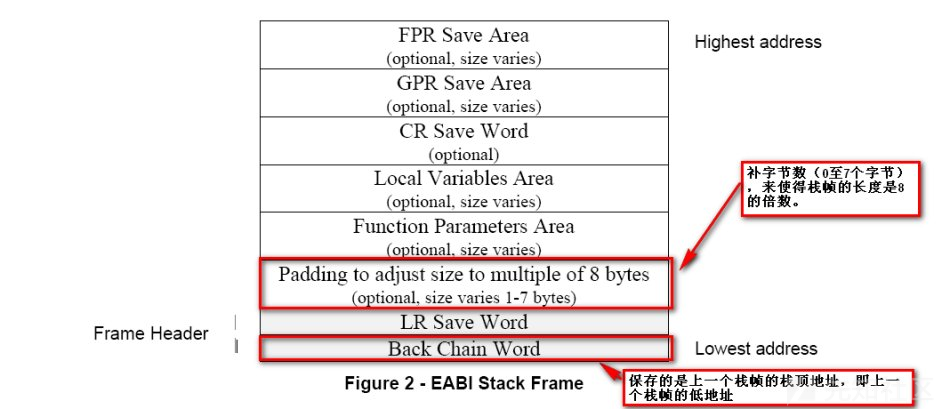 FPR Save Area
(optional, size varies)
Highest address
GPR Save Area
(optional, size varies)
CR Save Word
(optional)
Local Variables Area
(optional, size varies)
Function Parameters Area
(optional, size varies)
补字节数（0至7个字节）
，来使得栈帧的长度是8
的倍数。
Padding to adjust size to multiple of 8 bytes
(optional, size varies 1-7 bytes)
Frame Header
LR Save Word
Back Chain Word
Lowest address
Figure 2 - EABI Stack Frame
保存的是上一个栈帧的栈顶地址，即上一
个栈帧的低地址